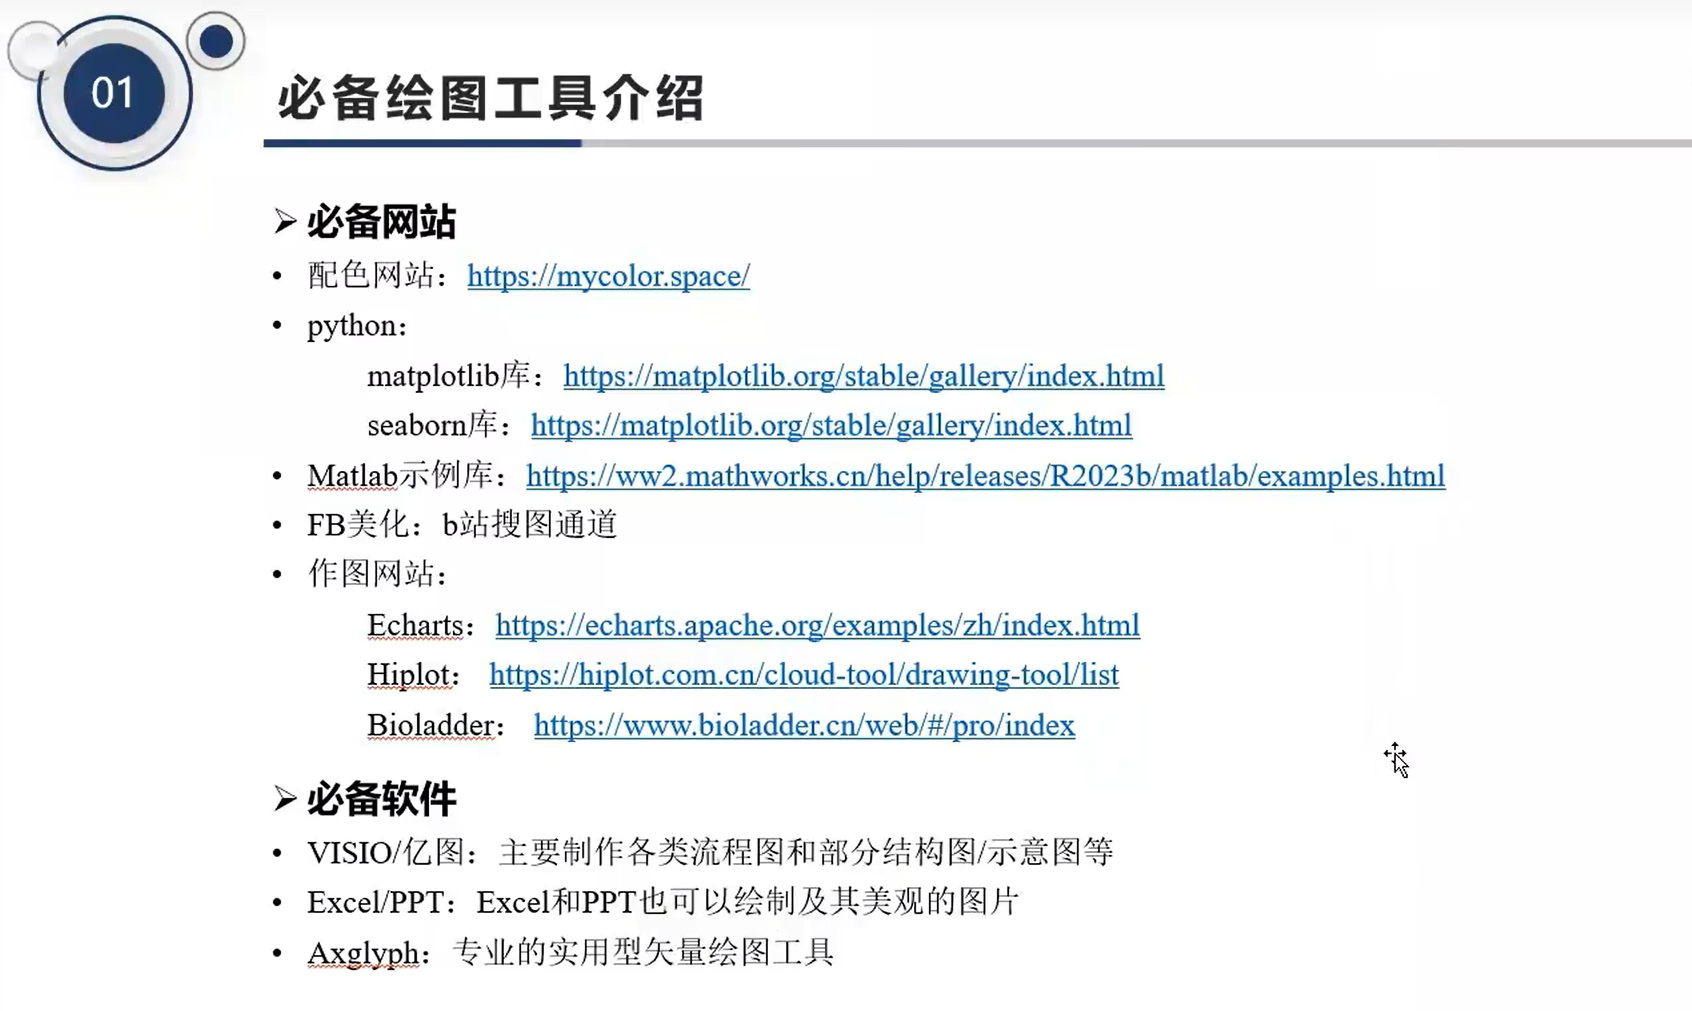 01
必备绘图工具介绍
➢ 必备网站
• 配色网站：https://mycolor.space/
• python：
matplotlib库：https://matplotlib.org/stable/gallery/index.html
seaborn库：https://matplotlib.org/stable/gallery/index.html
• Matlab示例库：https://ww2.mathworks.cn/help/releases/R2023b/matlab/examples.html
• FB美化：b站搜图通道
• 作图网站：
Echarts：https://echarts.apache.org/examples/zh/index.html
Hiplot： https://hiplot.com.cn/cloud-tool/drawing-tool/list
Bioladder： https://www.bioladder.cn/web/#/pro/index
➢ 必备软件
• VISIO/亿图：主要制作各类流程图和部分结构图/示意图等
• Excel/PPT：Excel和PPT也可以绘制及其美观的图片
• Axglyph：专业的实用型矢量绘图工具